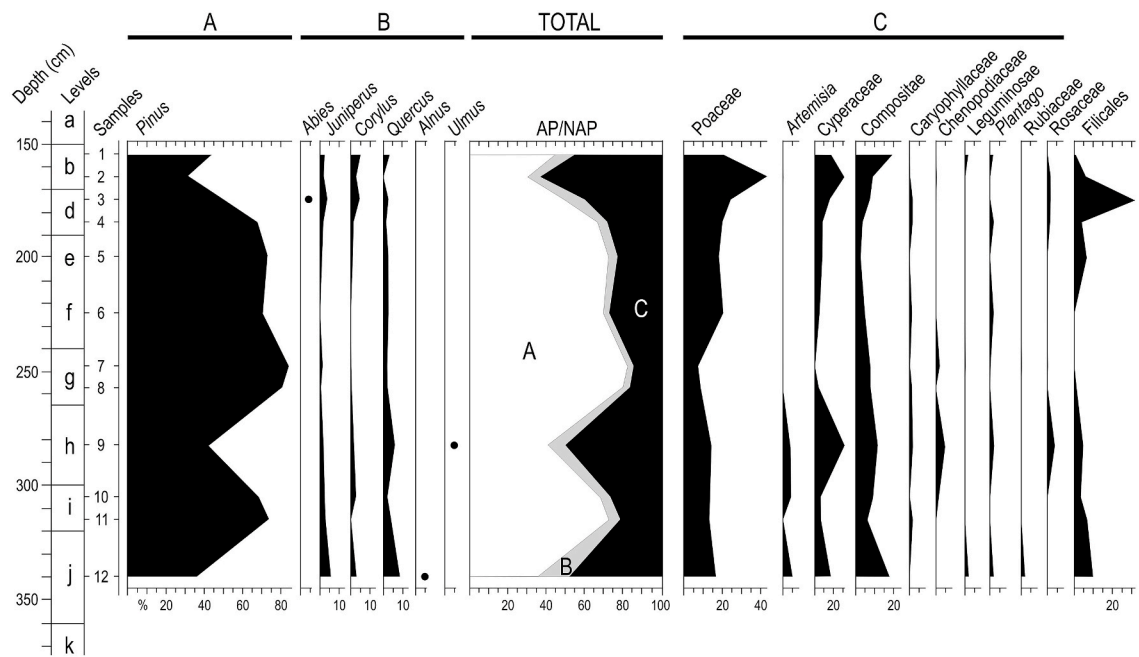 A B TOTAL C
Depth (cm) Levels Samples Pinus Abies Juniperus Corylus Quercus Alnus Ulmus AP/NAP Poaceae Artemisia Cyperaceae Compositae Caryophyllaceae Chenopodiaceae Leguminosae Plantago Rubiaceae Rosaceae Filicales
a
150
1
b
2
3
d
4
200 e 5
f 6 C
A
250 7
g
8
h 9
300 10
i
11
B
j 12
% 20 40 60 80 10 10 10 20 40 60 80 100 20 40 20 20 20
350
k